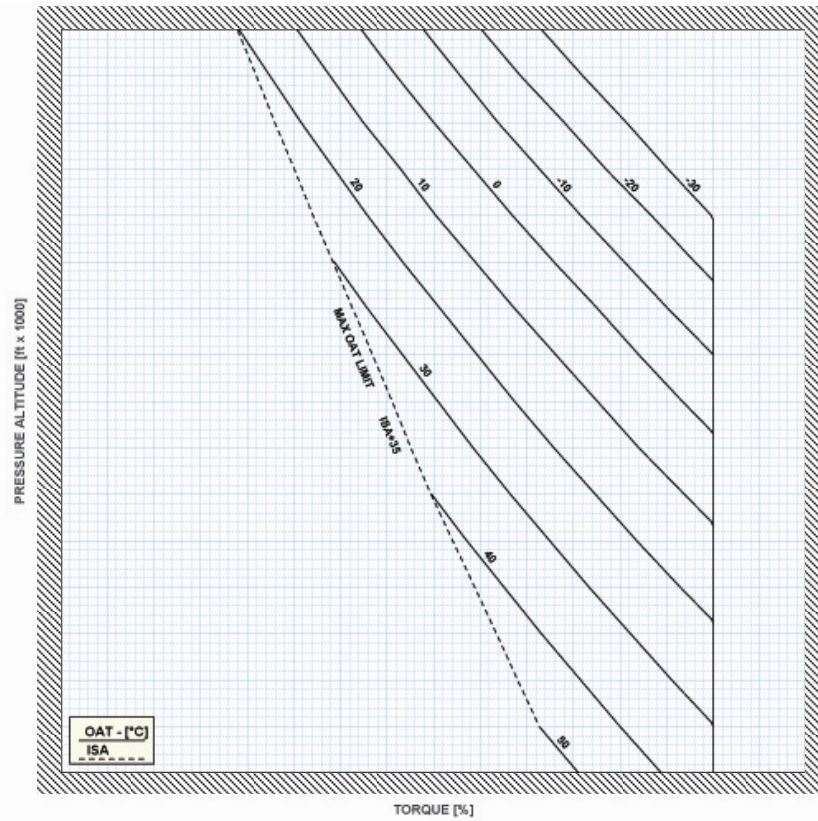 -30
-20
-10
0
10
20
MAX OAT LIMIT
30
ISA+35
PRESSURE ALTITUDE [ft x 1000]
40
50
OAT - [°C]
ISA
TORQUE [%]